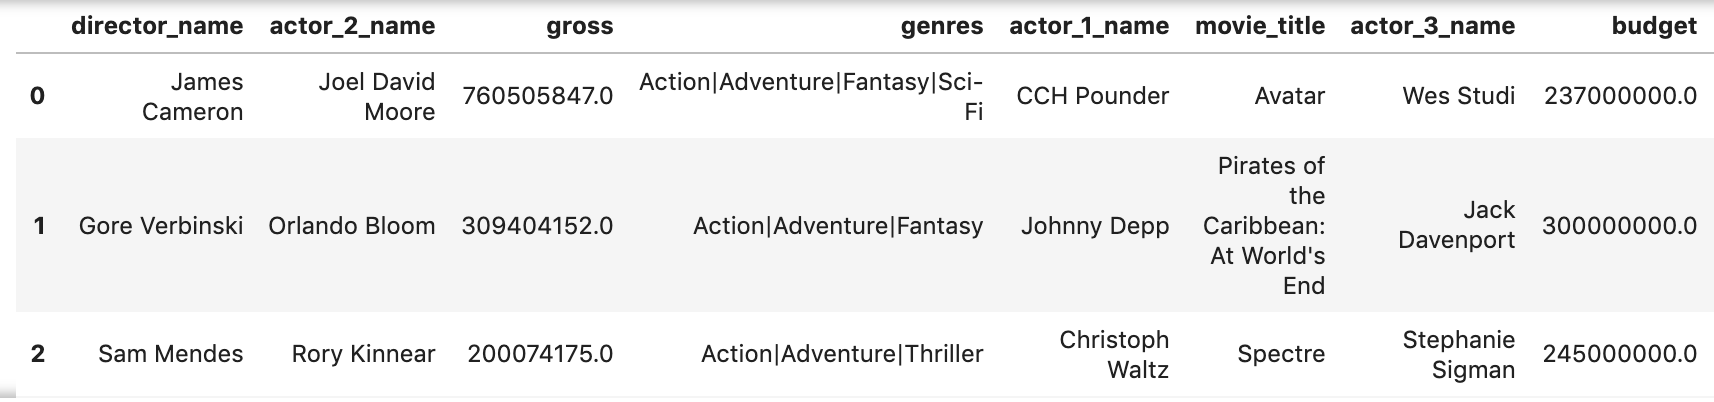 director_name actor_2_name gross genres actor_1_name movie_title actor_3_name budget
0 James Cameron Joel David Moore 760505847.0 Action|Adventure|Fantasy|Sci-Fi CCH Pounder Avatar Wes Studi 237000000.0
1 Gore Verbinski Orlando Bloom 309404152.0 Action|Adventure|Fantasy Johnny Depp Pirates of the Caribbean: At World's End Jack Davenport 300000000.0
2 Sam Mendes Rory Kinnear 200074175.0 Action|Adventure|Thriller Christoph Waltz Spectre Stephanie Sigman 245000000.0